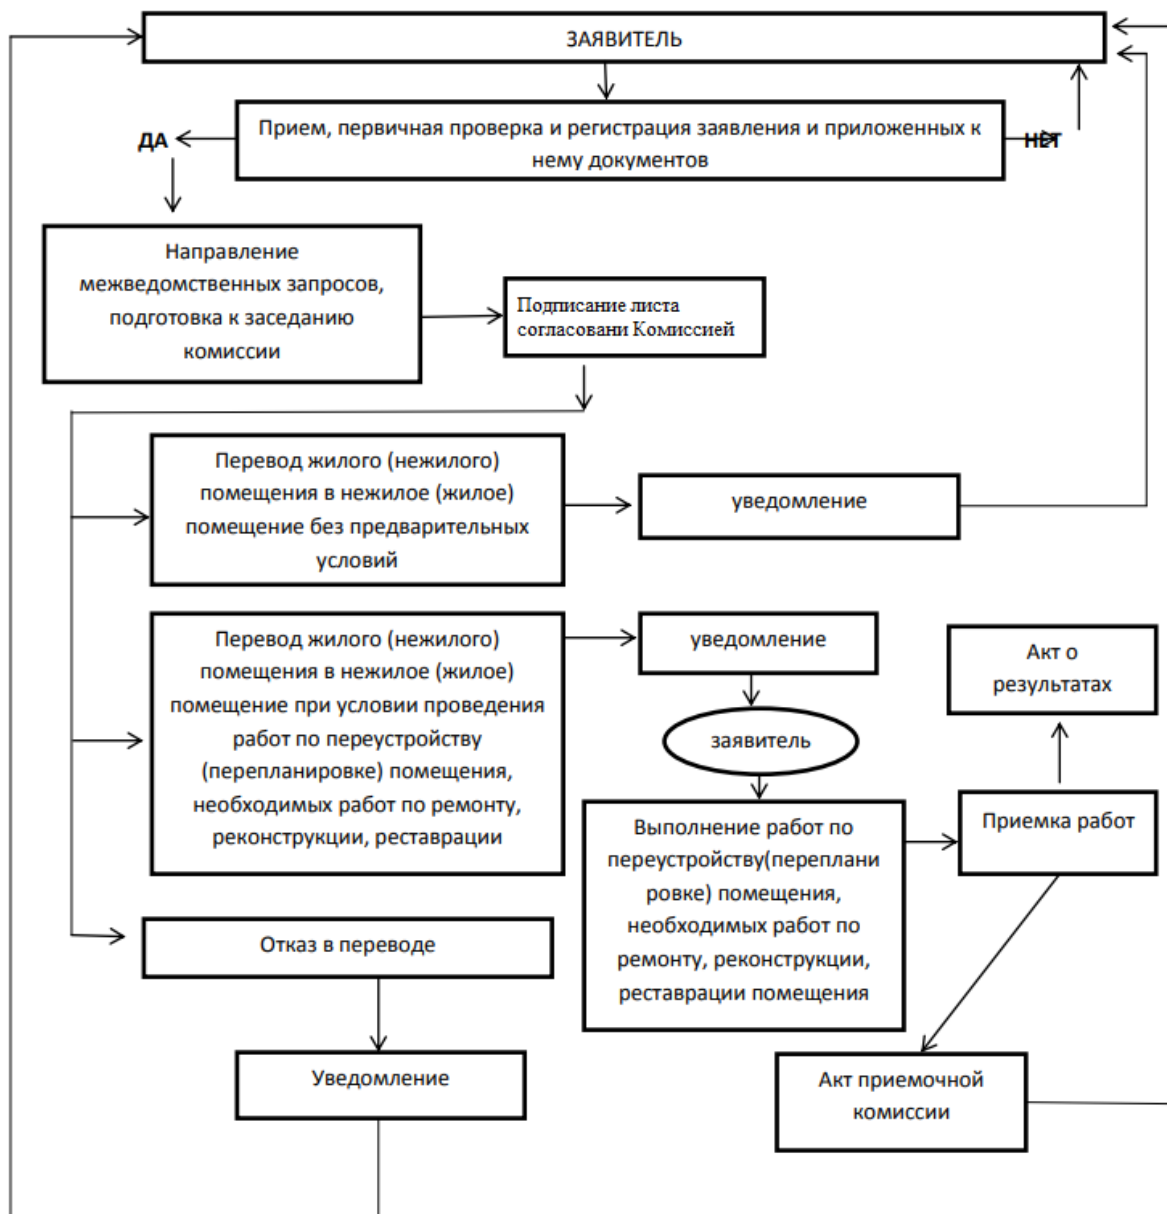 ЗАЯВИТЕЛЬ
Прием, первичная проверка и регистрация заявления и приложенных к
нему документов
ДА
НЕТ
Направление
межведомственных запросов,
подготовка к заседанию
комиссии
Подписание листа
согласовани Комиссией
Перевод жилого (нежилого)
помещения в нежилое (жилое)
помещение без предварительных
условий
уведомление
Перевод жилого (нежилого)
помещения в нежилое (жилое)
помещение при условии проведения
работ по переустройству
(перепланировке) помещения,
необходимых работ по ремонту,
реконструкции, реставрации
уведомление
заявитель
Акт о
результатах
Выполнение работ по
переустройству(переплани
ровке) помещения,
необходимых работ по
ремонту, реконструкции,
реставрации помещения
Приемка работ
Отказ в переводе
Уведомление
Акт приемочной
комиссии